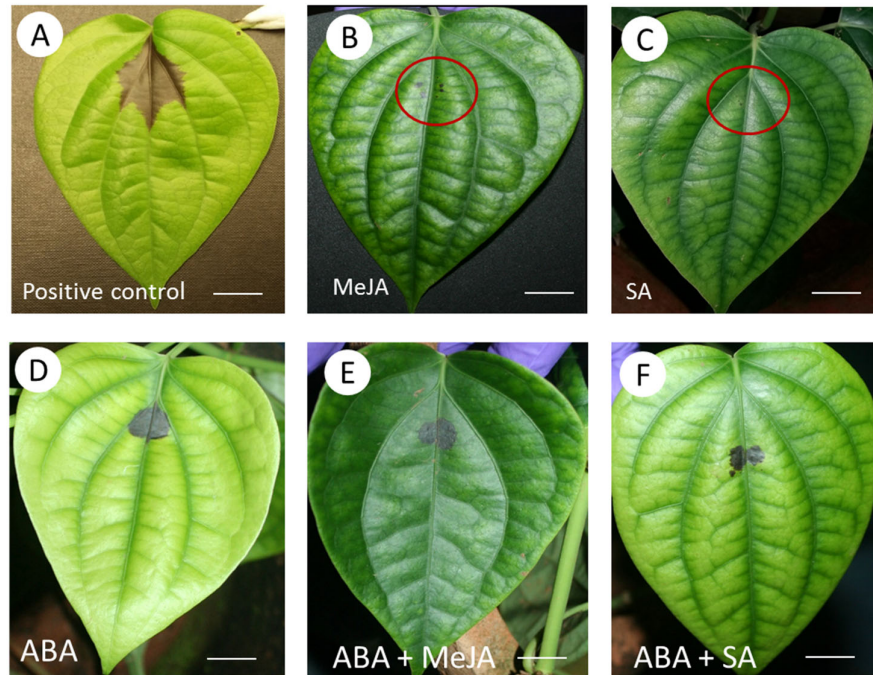 A
B
C
Positive control
MeJA
SA
D
E
F
ABA
ABA + MeJA
ABA + SA